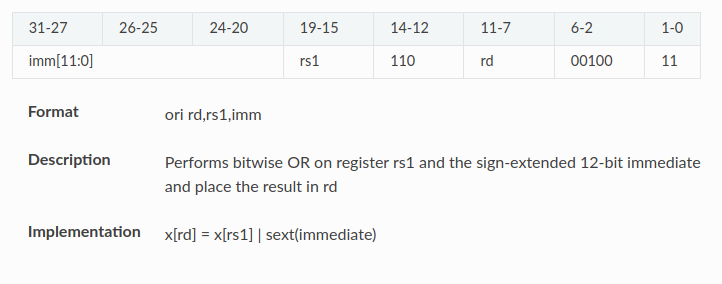 31-27 26-25 24-20 19-15 14-12 11-7 6-2 1-0
imm[11:0] rs1 110 rd 00100 11
Format ori rd,rs1,imm
Description Performs bitwise OR on register rs1 and the sign-extended 12-bit immediate
and place the result in rd
Implementation x[rd] = x[rs1] | sext(immediate)